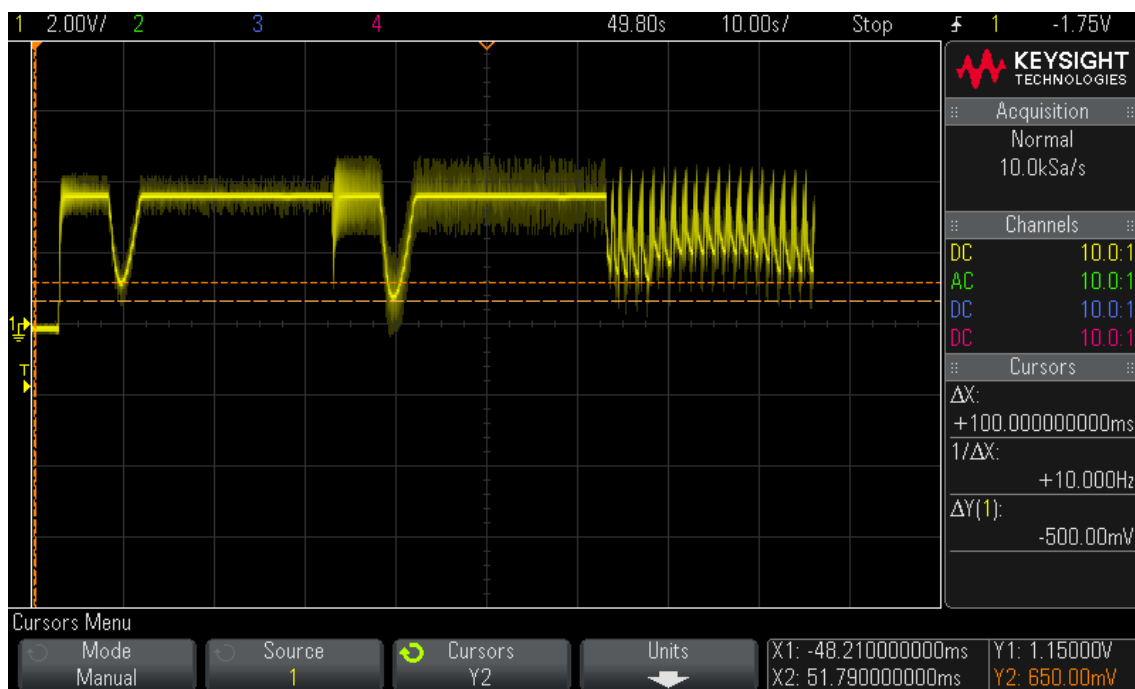 1 2.00V/ 2 3 4 49.80s 10.00s/ Stop 1 -1.75V
KEYSIGHT
TECHNOLOGIES
Acquisition
Normal
10.0kSa/s
Channels
DC 10.0:1
AC 10.0:1
DC 10.0:1
DC 10.0:1
Cursors
ΔX:
+100.000000000ms
1/ΔX:
+10.000Hz
ΔY(1):
-500.00mV
1
T
Cursors Menu
Mode
Manual
Source
1
Cursors
Y2
Units
X1: -48.210000000ms
X2: 51.790000000ms
Y1: 1.15000V
Y2: 650.00mV